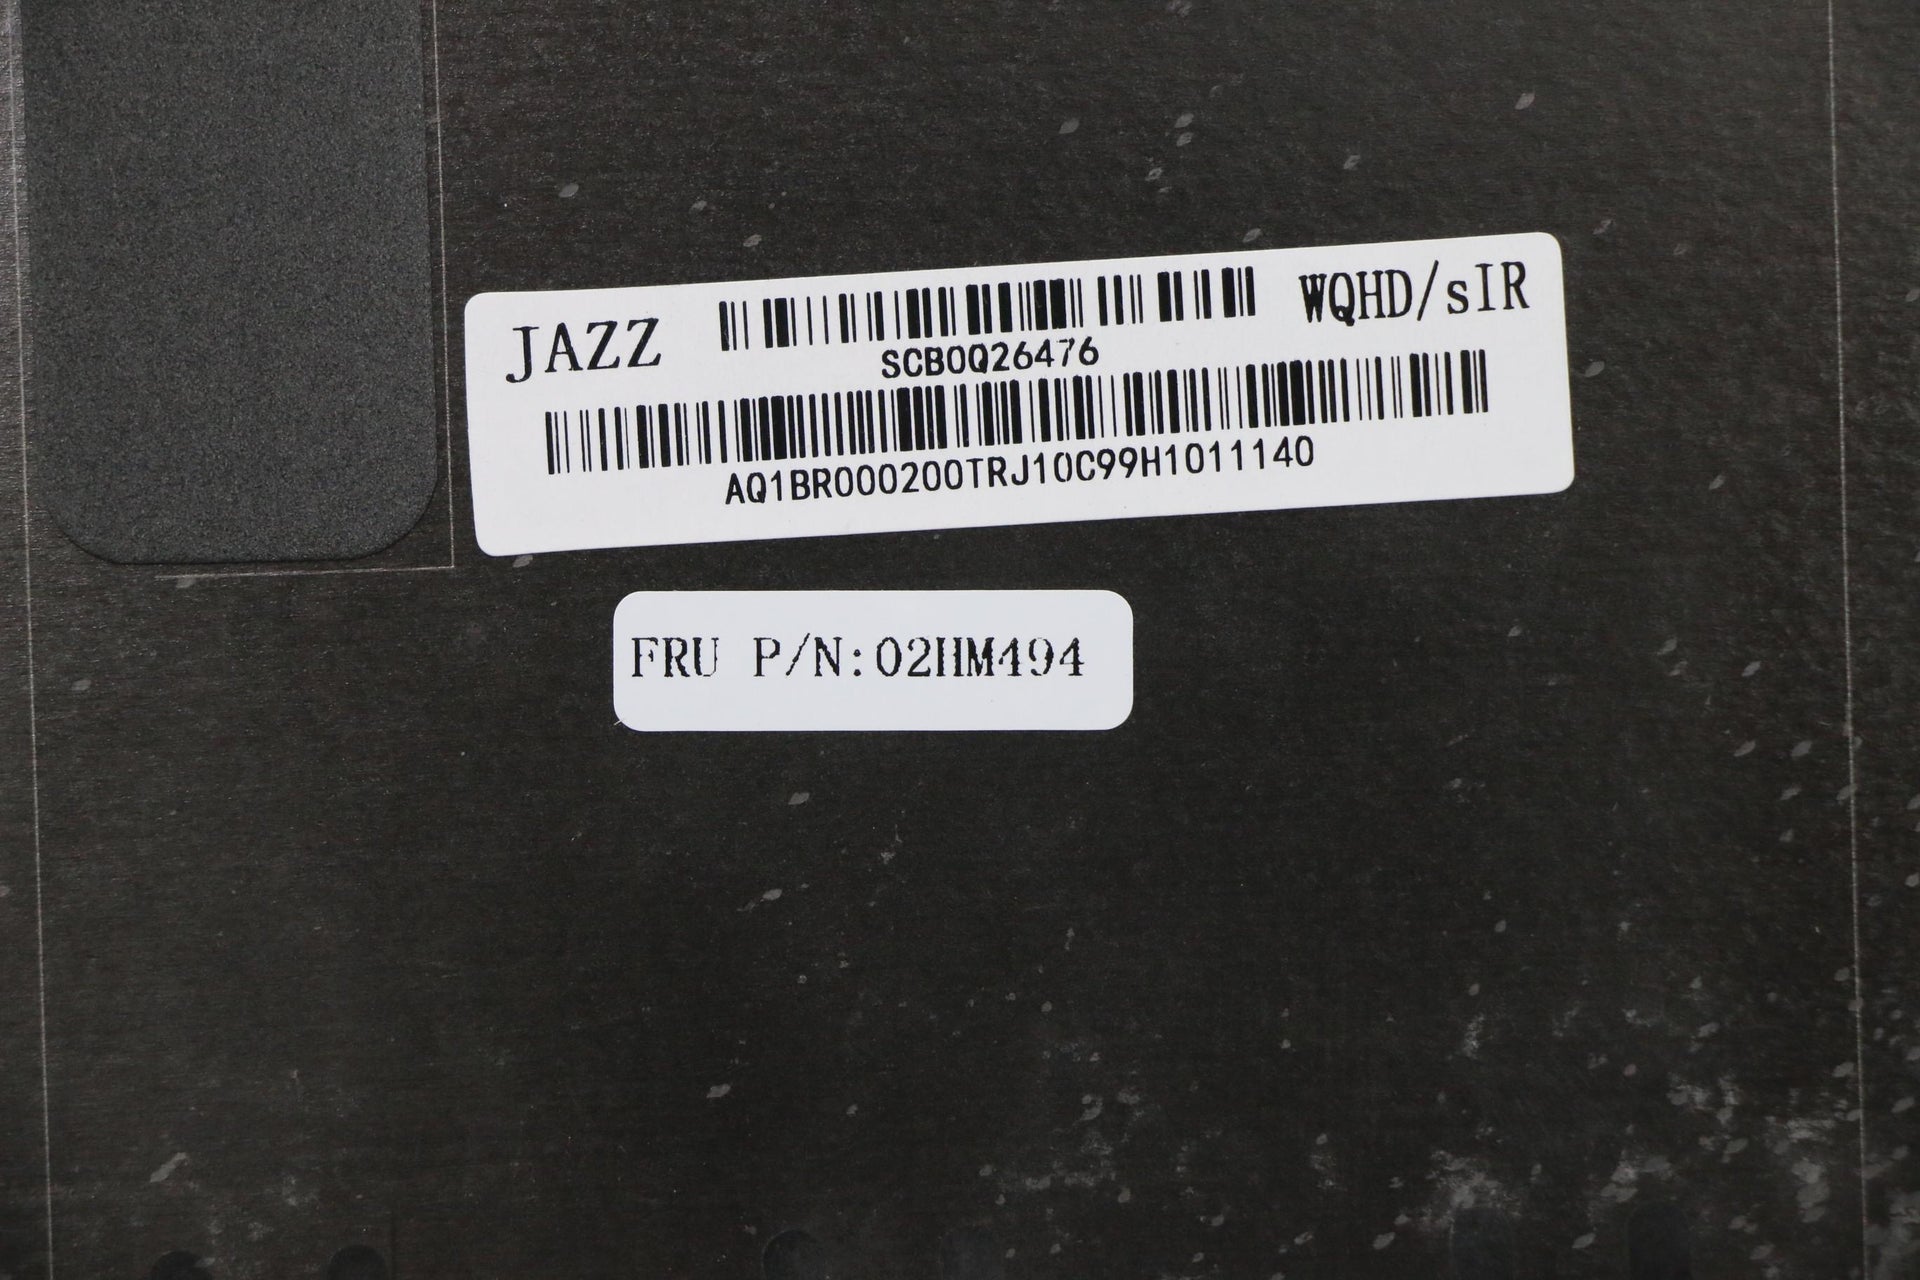 JAZZ WQHD/sIR
SCB0Q26476
AQ1BR000200TRJ10C99H1011140
FRU P/N:02HM494